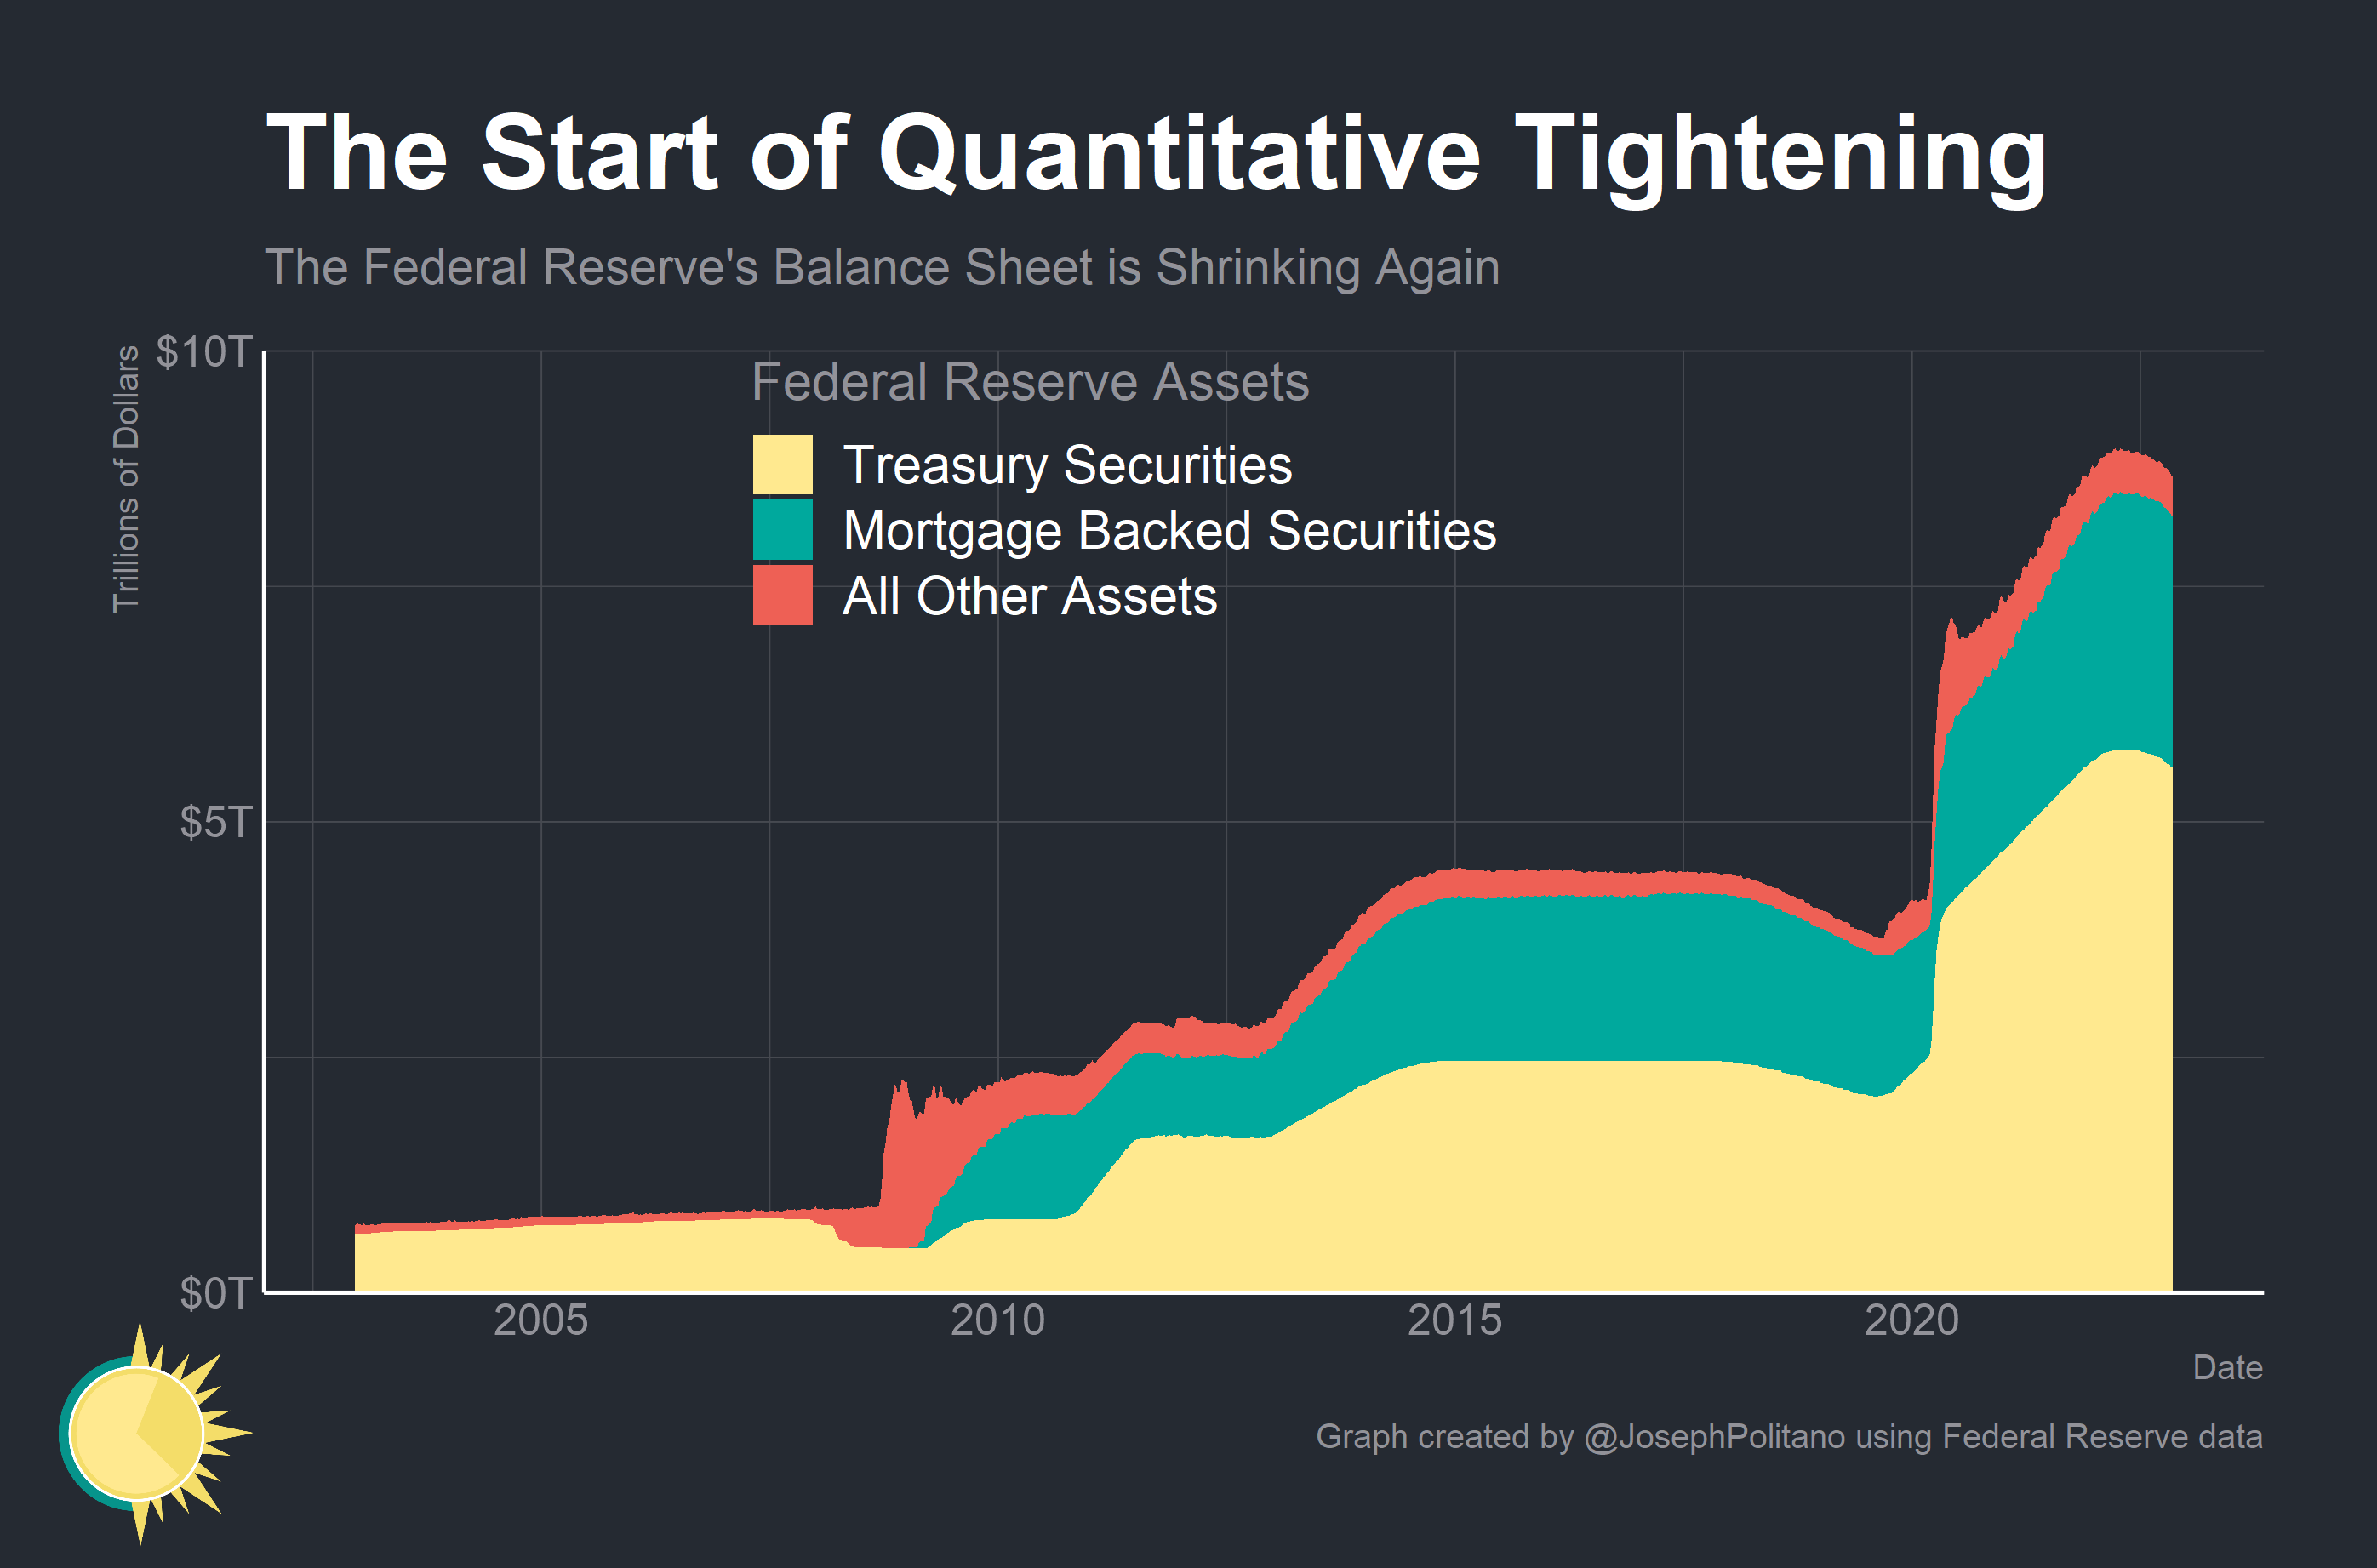 The Start of Quantitative Tightening
The Federal Reserve's Balance Sheet is Shrinking Again
Trillions of Dollars
$10T
$5T
$0T
Federal Reserve Assets
Treasury Securities
Mortgage Backed Securities
All Other Assets
2005 2010 2015 2020
Date
Graph created by @JosephPolitano using Federal Reserve data